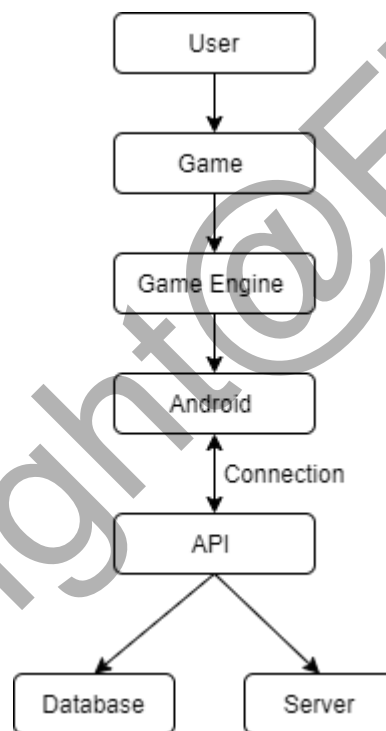 User
Game
Game Engine
Android
Connection
API
Database
Server